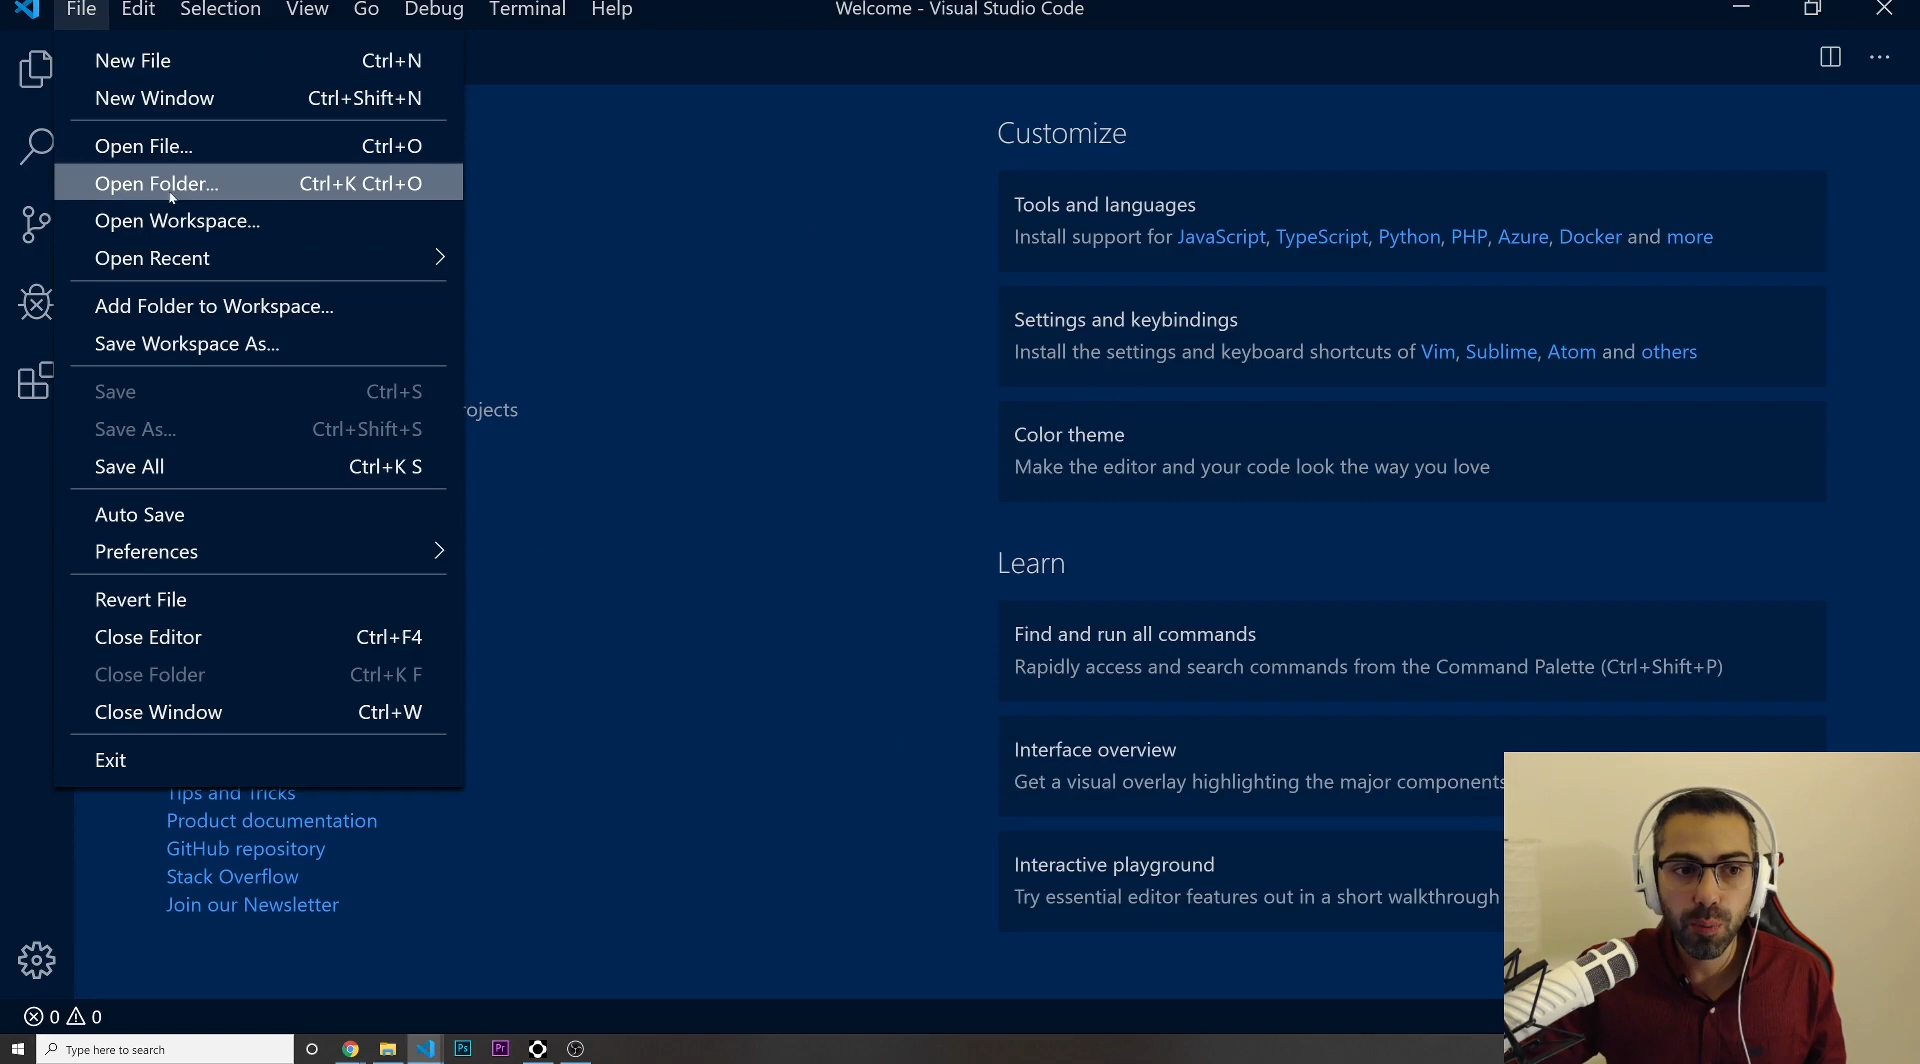 File Edit Selection View Go Debug Terminal Help
Welcome - Visual Studio Code
New File Ctrl+N
New Window Ctrl+Shift+N
Open File... Ctrl+O
Open Folder... Ctrl+K Ctrl+O
Open Workspace...
Open Recent
Add Folder to Workspace...
Save Workspace As...
Save Ctrl+S
Save As... Ctrl+Shift+S
Save All Ctrl+K S
Auto Save
Preferences
Revert File
Close Editor Ctrl+F4
Close Folder Ctrl+K F
Close Window Ctrl+W
Exit
rojects
Tips and Tricks
Product documentation
GitHub repository
Stack Overflow
Join our Newsletter
Customize
Tools and languages
Install support for JavaScript, TypeScript, Python, PHP, Azure, Docker and more
Settings and keybindings
Install the settings and keyboard shortcuts of Vim, Sublime, Atom and others
Color theme
Make the editor and your code look the way you love
Learn
Find and run all commands
Rapidly access and search commands from the Command Palette (Ctrl+Shift+P)
Interface overview
Get a visual overlay highlighting the major components
Interactive playground
Try essential editor features out in a short walkthrough
0 0
Type here to search
Ps
Pr